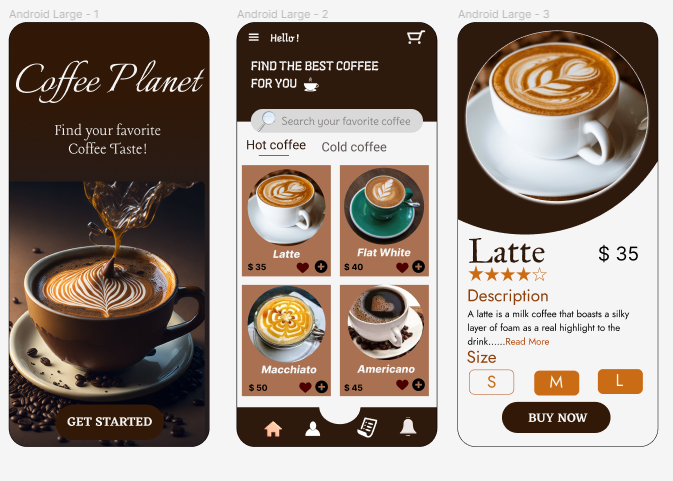 Android Large - 1
Coffee Planet
Find your favorite
Coffee Taste!
GET STARTED
Android Large - 2
Hello !
FIND THE BEST COFFEE
FOR YOU
Search your favorite coffee
Hot coffee
Cold coffee
Latte
$ 35
Flat White
$ 40
Macchiato
$ 50
Americano
$ 45
Android Large - 3
Latte
$ 35
Description
A latte is a milk coffee that boasts a silky
layer of foam as a real highlight to the
drink......Read More
Size
S
M
L
BUY NOW